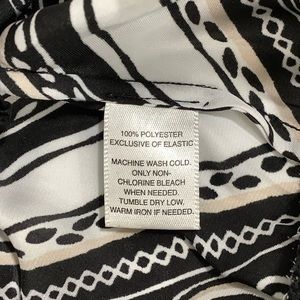 100% POLYESTER
EXCLUSIVE OF ELASTIC
MACHINE WASH COLD.
ONLY NON-
CHLORINE BLEACH
WHEN NEEDED.
TUMBLE DRY LOW.
WARM IRON IF NEEDED.